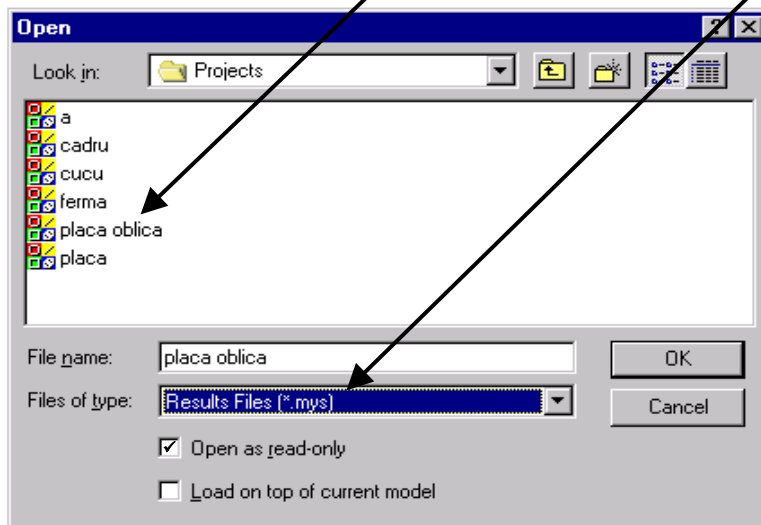 Open
Look in: Projects
a
cadru
cucu
ferma
placa oblica
placa
File name: placa oblica OK
Files of type: Results Files (*.mys) Cancel
Open as read-only
Load on top of current model